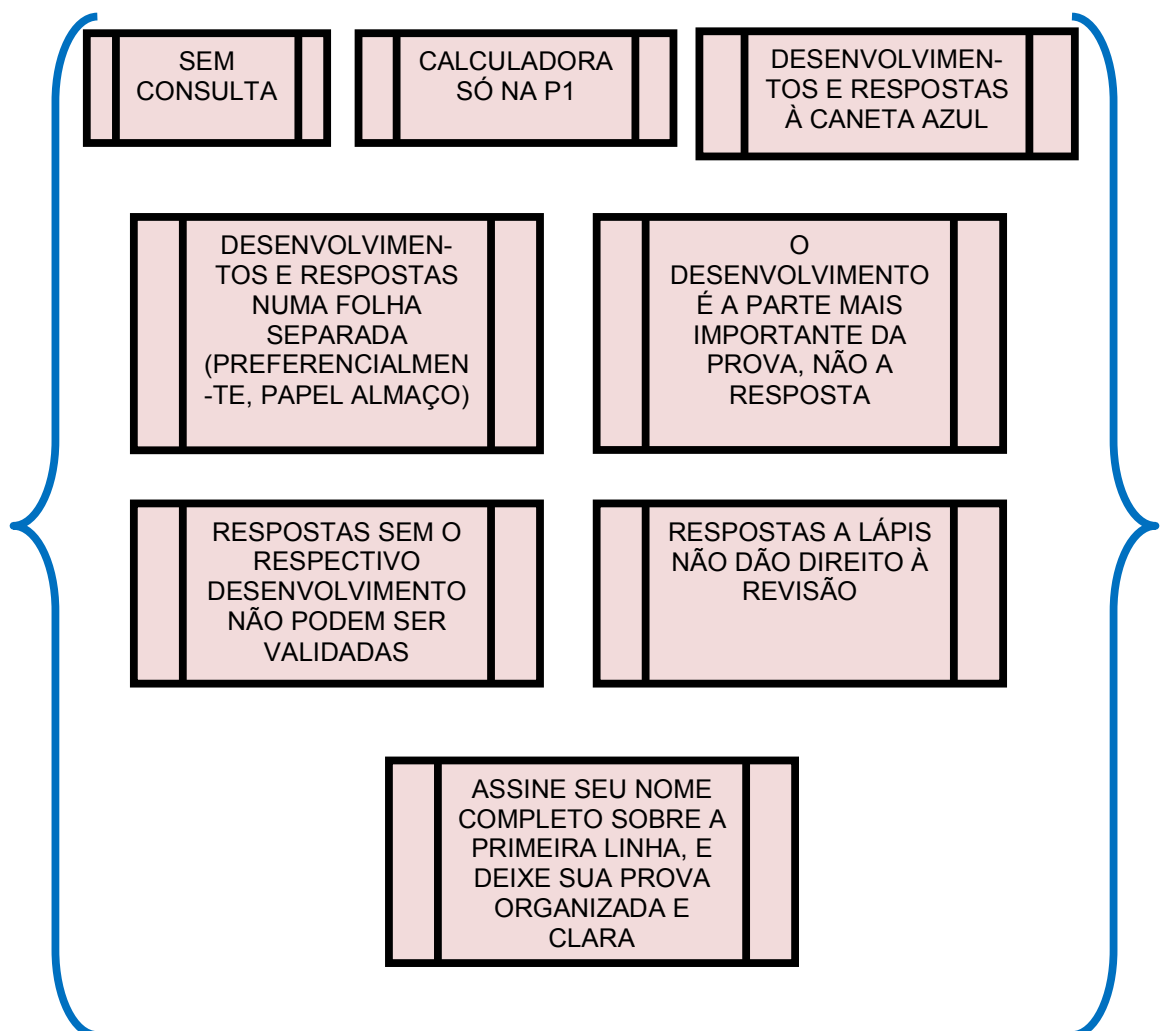 SEM
CONSULTA
CALCULADORA
SÓ NA P1
DESENVOLVIMEN-
TOS E RESPOSTAS
À CANETA AZUL
DESENVOLVIMEN-
TOS E RESPOSTAS
NUMA FOLHA
SEPARADA
(PREFERENCIALMEN
-TE, PAPEL ALMAÇO)
O
DESENVOLVIMENTO
É A PARTE MAIS
IMPORTANTE DA
PROVA, NÃO A
RESPOSTA
RESPOSTAS SEM O
RESPECTIVO
DESENVOLVIMENTO
NÃO PODEM SER
VALIDADAS
RESPOSTAS A LÁPIS
NÃO DÃO DIREITO À
REVISÃO
ASSINE SEU NOME
COMPLETO SOBRE A
PRIMEIRA LINHA, E
DEIXE SUA PROVA
ORGANIZADA E
CLARA